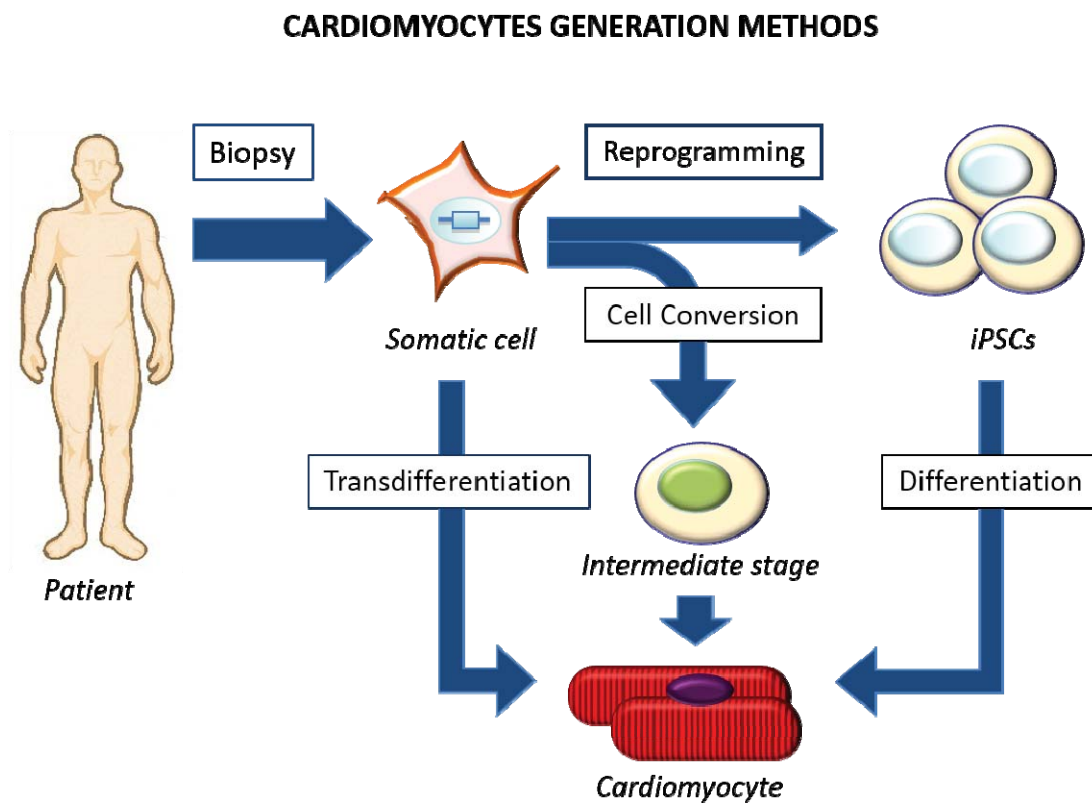 CARDIOMYOCYTES GENERATION METHODS
Biopsy
Reprogramming
Cell Conversion
Somatic cell
iPSCs
Transdifferentiation
Differentiation
Intermediate stage
Patient
Cardiomyocyte